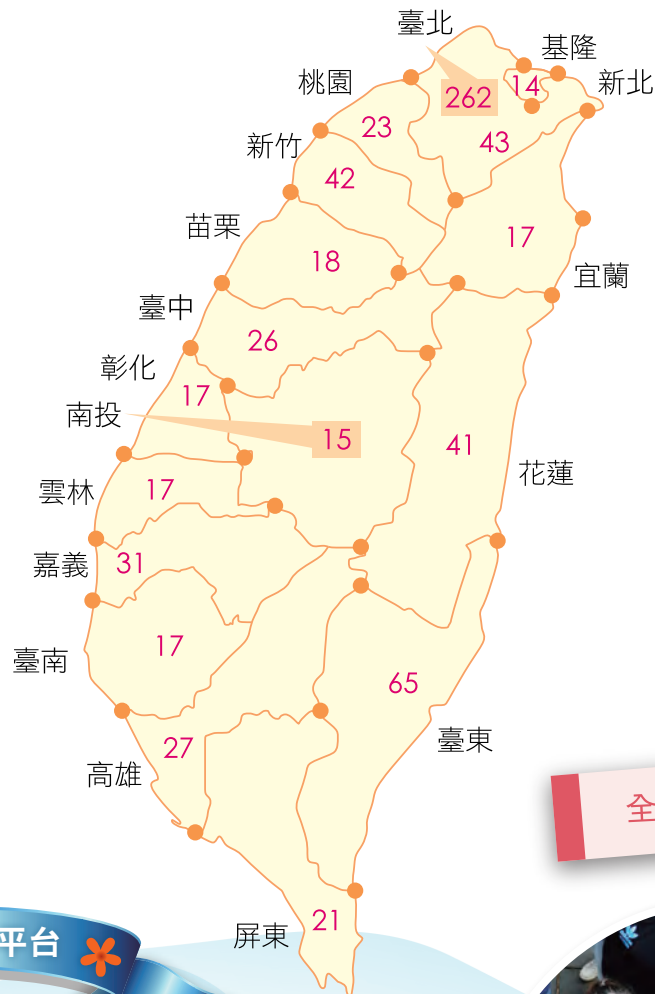 臺北
基隆
桃園
262
14
新北
23
43
新竹
42
苗栗
18
17
宜蘭
臺中
26
彰化
17
南投
15
41
花蓮
雲林
17
嘉義
31
臺南
17
65
臺東
27
高雄
全
屏東
21
平台